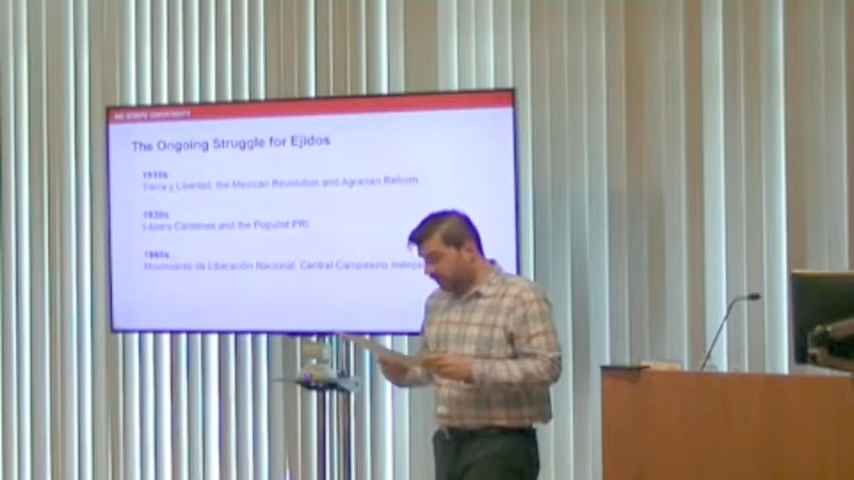 NC STATE UNIVERSITY
The Ongoing Struggle for Ejidos
1910s
Tierra y Libertad, the Mexican Revolution and Agrarian Reform
1930s
Lázaro Cárdenas and the Populist PRI
1960s
Movimiento de Liberación Nacional, Central Campesino